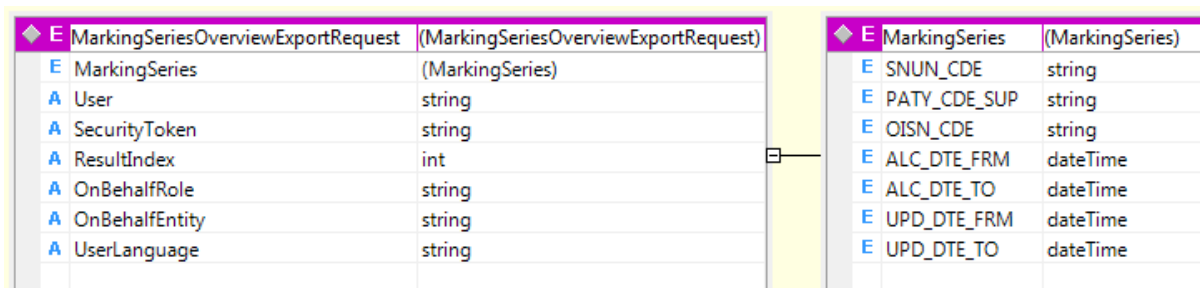 E MarkingSeriesOverviewExportRequest (MarkingSeriesOverviewExportRequest)
E MarkingSeries (MarkingSeries)
A User string
A SecurityToken string
A ResultIndex int
A OnBehalfRole string
A OnBehalfEntity string
A UserLanguage string
E MarkingSeries (MarkingSeries)
E SNUN_CDE string
E PATY_CDE_SUP string
E OISN_CDE string
E ALC_DTE_FRM dateTime
E ALC_DTE_TO dateTime
E UPD_DTE_FRM dateTime
E UPD_DTE_TO dateTime